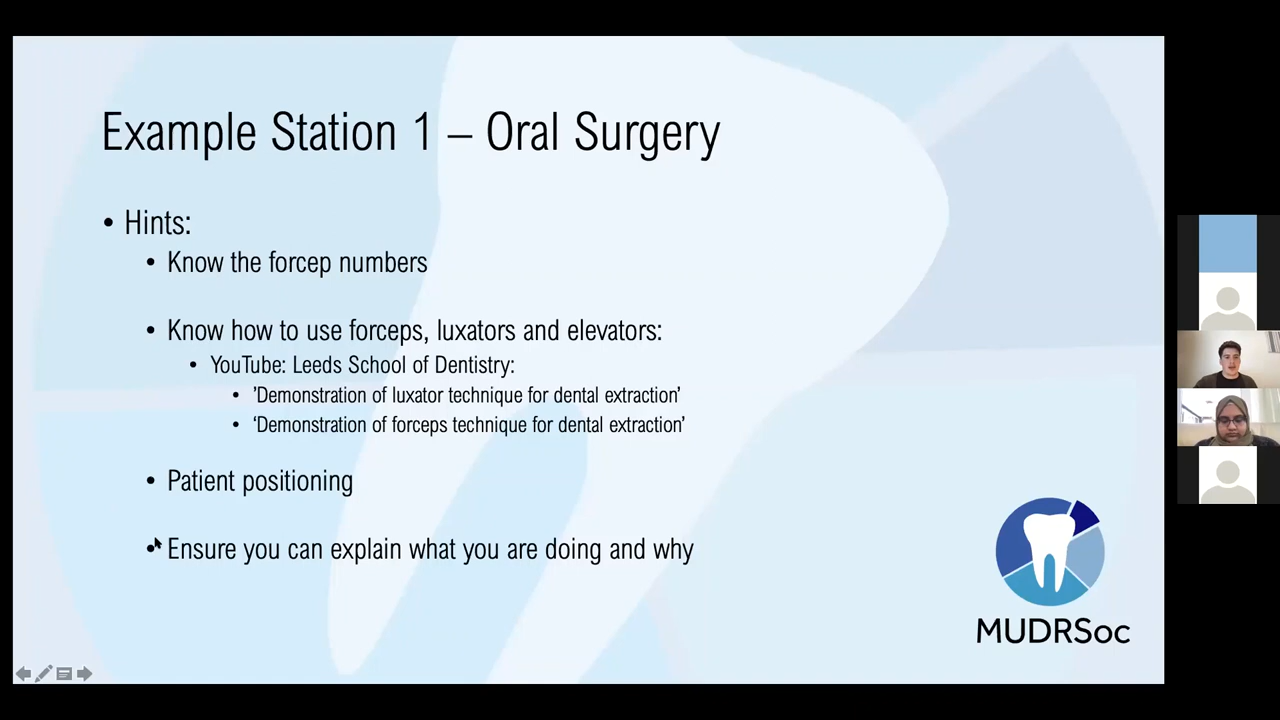 Example Station 1 – Oral Surgery
• Hints:
• Know the forcep numbers
• Know how to use forceps, luxators and elevators:
• YouTube: Leeds School of Dentistry:
• ’Demonstration of luxator technique for dental extraction’
• ‘Demonstration of forceps technique for dental extraction’
• Patient positioning
• Ensure you can explain what you are doing and why
MUDRSoc